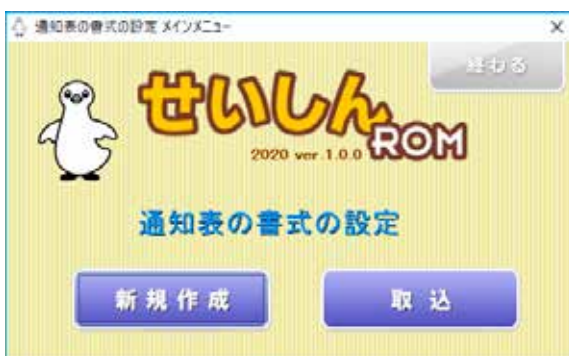 通知表の書式の設定 メインメニュー
終わる
せいしん
ROM
2020 ver.1.0.0
通知表の書式の設定
新規作成
取込